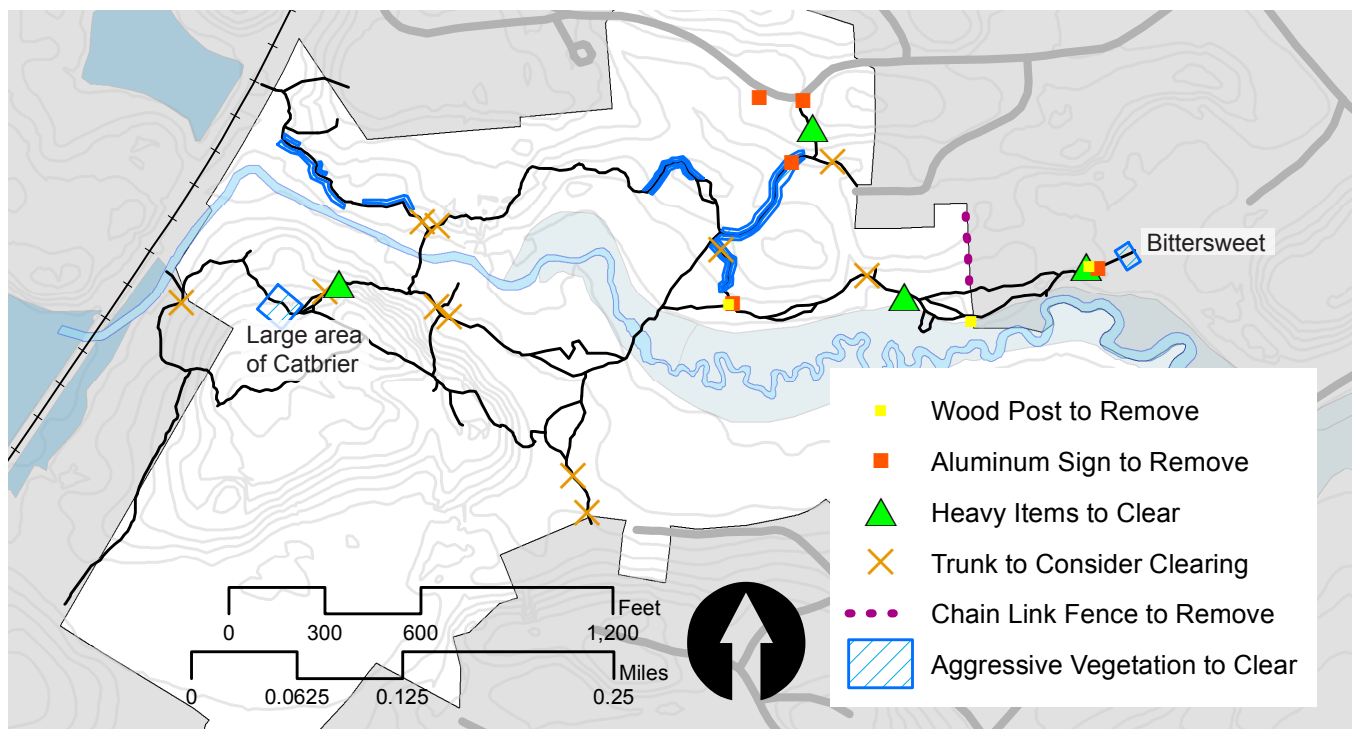 Bittersweet
Large area
of Catbrier
Wood Post to Remove
Aluminum Sign to Remove
Heavy Items to Clear
Trunk to Consider Clearing
Chain Link Fence to Remove
Aggressive Vegetation to Clear
Feet
0 300 600 1,200
Miles
0 0.0625 0.125 0.25